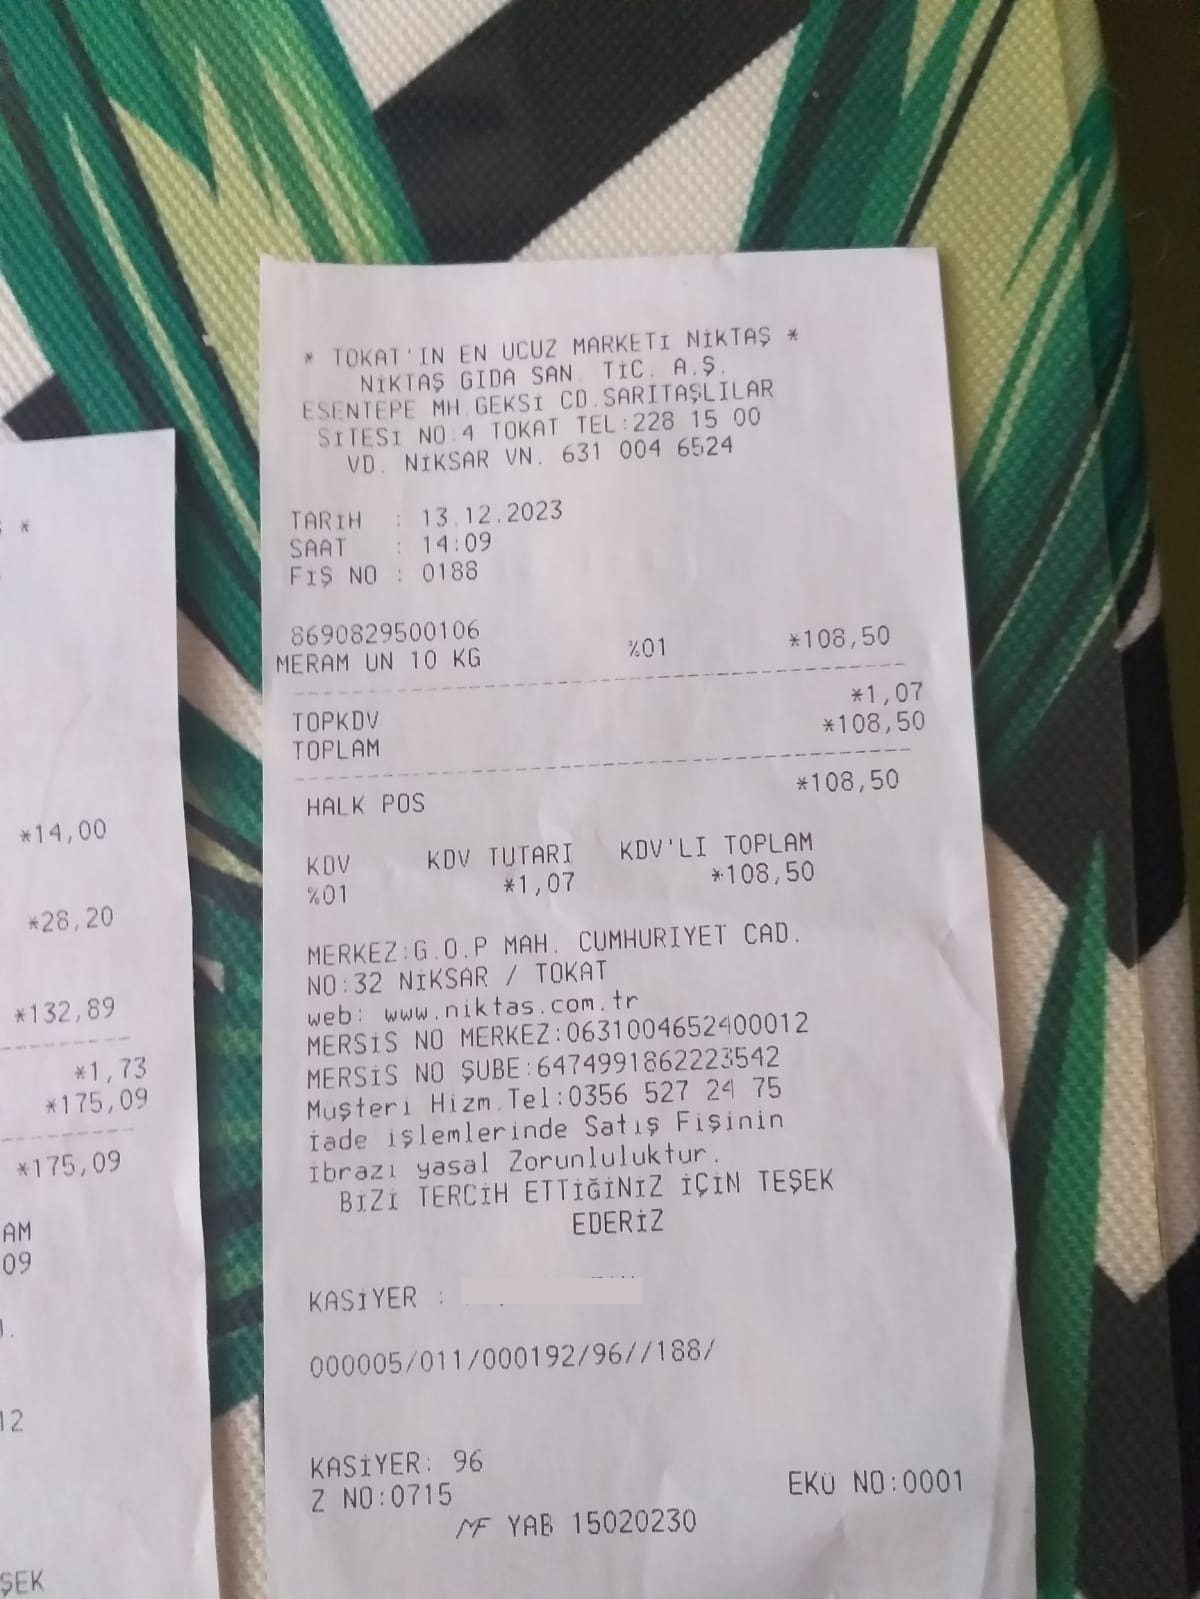 * TOKAT'IN EN UCUZ MARKETİ NİKTAŞ *
NİKTAŞ GIDA SAN. TİC. A.Ş.
ESENTEPE MH.GEKSİ CD.SARITAŞLILAR
SİTESİ NO:4 TOKAT TEL:228 15 00
VD. NİKSAR VN. 631 004 6524
TARİH : 13.12.2023
SAAT : 14:09
FİŞ NO : 0188
8690829500106
MERAM UN 10 KG %01 *108,50
TOPKDV *1,07
TOPLAM *108,50
HALK POS *108,50
KDV KDV TUTARI KDV'LI TOPLAM
%01 *1,07 *108,50
MERKEZ:G.O.P MAH. CUMHURIYET CAD.
NO:32 NİKSAR / TOKAT
web: www.niktas.com.tr
MERSİS NO MERKEZ:0631004652400012
MERSİS NO ŞUBE:6474991862223542
Müşteri Hizm.Tel:0356 527 24 75
İade işlemlerinde Satış Fişinin
ibrazı yasal Zorunluluktur.
BİZİ TERCİH ETTİĞİNİZ İÇİN TEŞEK
EDERİZ
KASİYER :
000005/011/000192/96//188/
KASİYER: 96
Z NO:0715 EKÜ NO:0001
MF YAB 15020230
*
*14,00
*28,20
*132,89
*1,73
*175,09
*175,09
AM
09
12
ŞEK